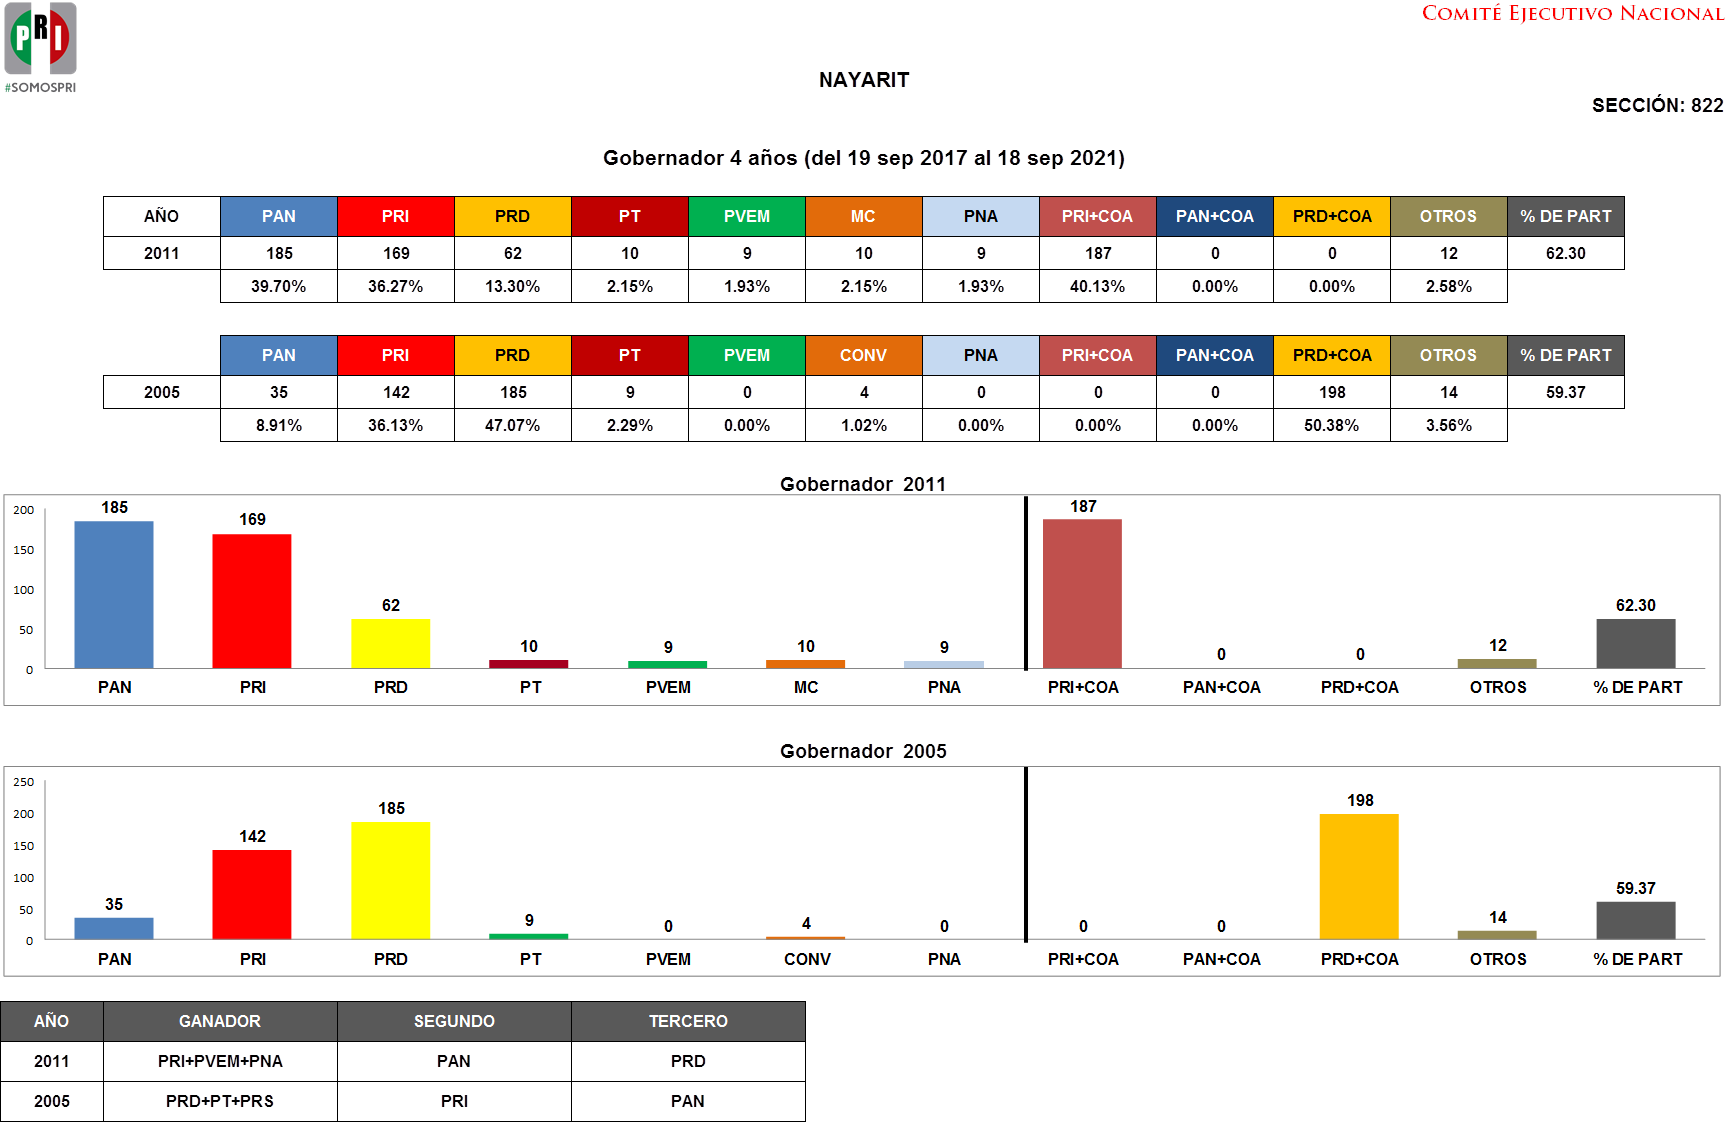 PRI
#SOMOSPRI
COMITÉ EJECUTIVO NACIONAL
NAYARIT
SECCIÓN: 822
Gobernador 4 años (del 19 sep 2017 al 18 sep 2021)
AÑO PAN PRI PRD PT PVEM MC PNA PRI+COA PAN+COA PRD+COA OTROS % DE PART
2011 185 169 62 10 9 10 9 187 0 0 12 62.30
39.70% 36.27% 13.30% 2.15% 1.93% 2.15% 1.93% 40.13% 0.00% 0.00% 2.58%
PAN PRI PRD PT PVEM CONV PNA PRI+COA PAN+COA PRD+COA OTROS % DE PART
2005 35 142 185 9 0 4 0 0 0 198 14 59.37
8.91% 36.13% 47.07% 2.29% 0.00% 1.02% 0.00% 0.00% 0.00% 50.38% 3.56%
Gobernador 2011
200
150
100
50
0
185 169 62 10 9 10 9 187 0 0 12 62.30
PAN PRI PRD PT PVEM MC PNA PRI+COA PAN+COA PRD+COA OTROS % DE PART
Gobernador 2005
250
200
150
100
50
0
35 142 185 9 0 4 0 0 0 198 14 59.37
PAN PRI PRD PT PVEM CONV PNA PRI+COA PAN+COA PRD+COA OTROS % DE PART
AÑO GANADOR SEGUNDO TERCERO
2011 PRI+PVEM+PNA PAN PRD
2005 PRD+PT+PRS PRI PAN